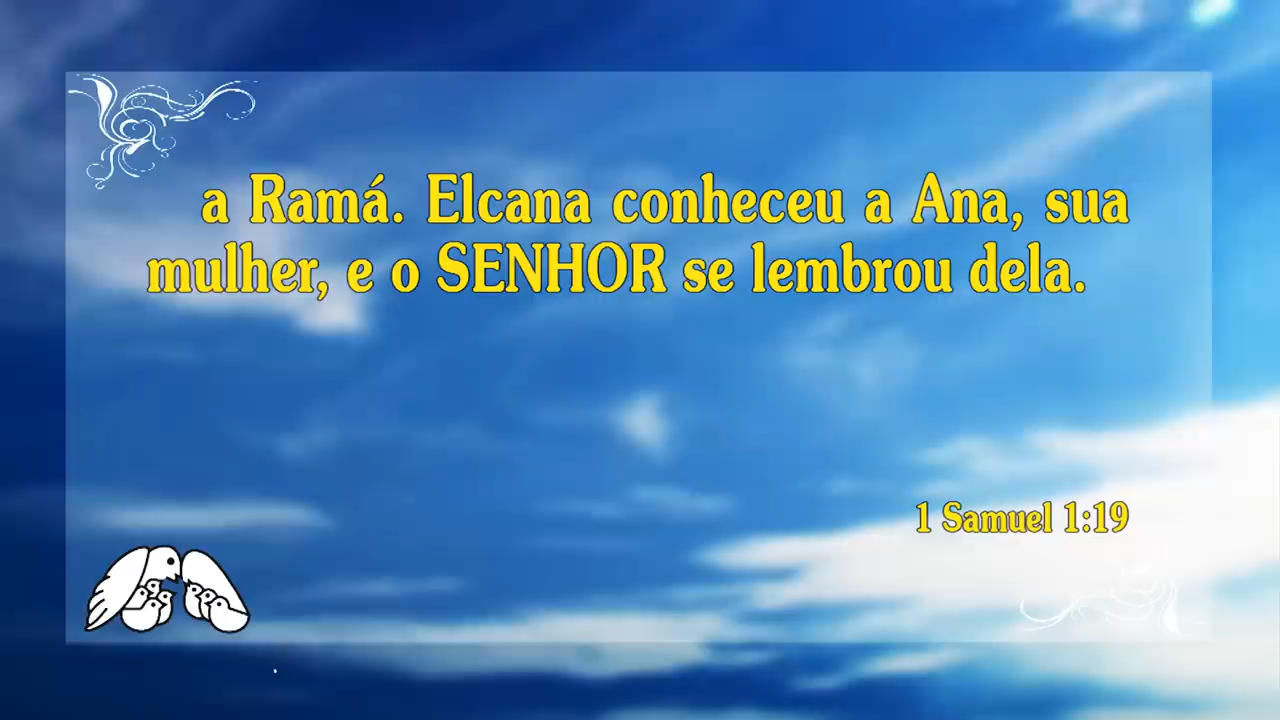 a Ramá. Elcana conheceu a Ana, sua
mulher, e o SENHOR se lembrou dela.
1 Samuel 1:19